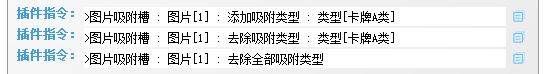 插件指令：>图片吸附槽 : 图片[1] : 添加吸附类型 : 类型[卡牌A类]
插件指令：>图片吸附槽 : 图片[1] : 去除吸附类型 : 类型[卡牌A类]
插件指令：>图片吸附槽 : 图片[1] : 去除全部吸附类型